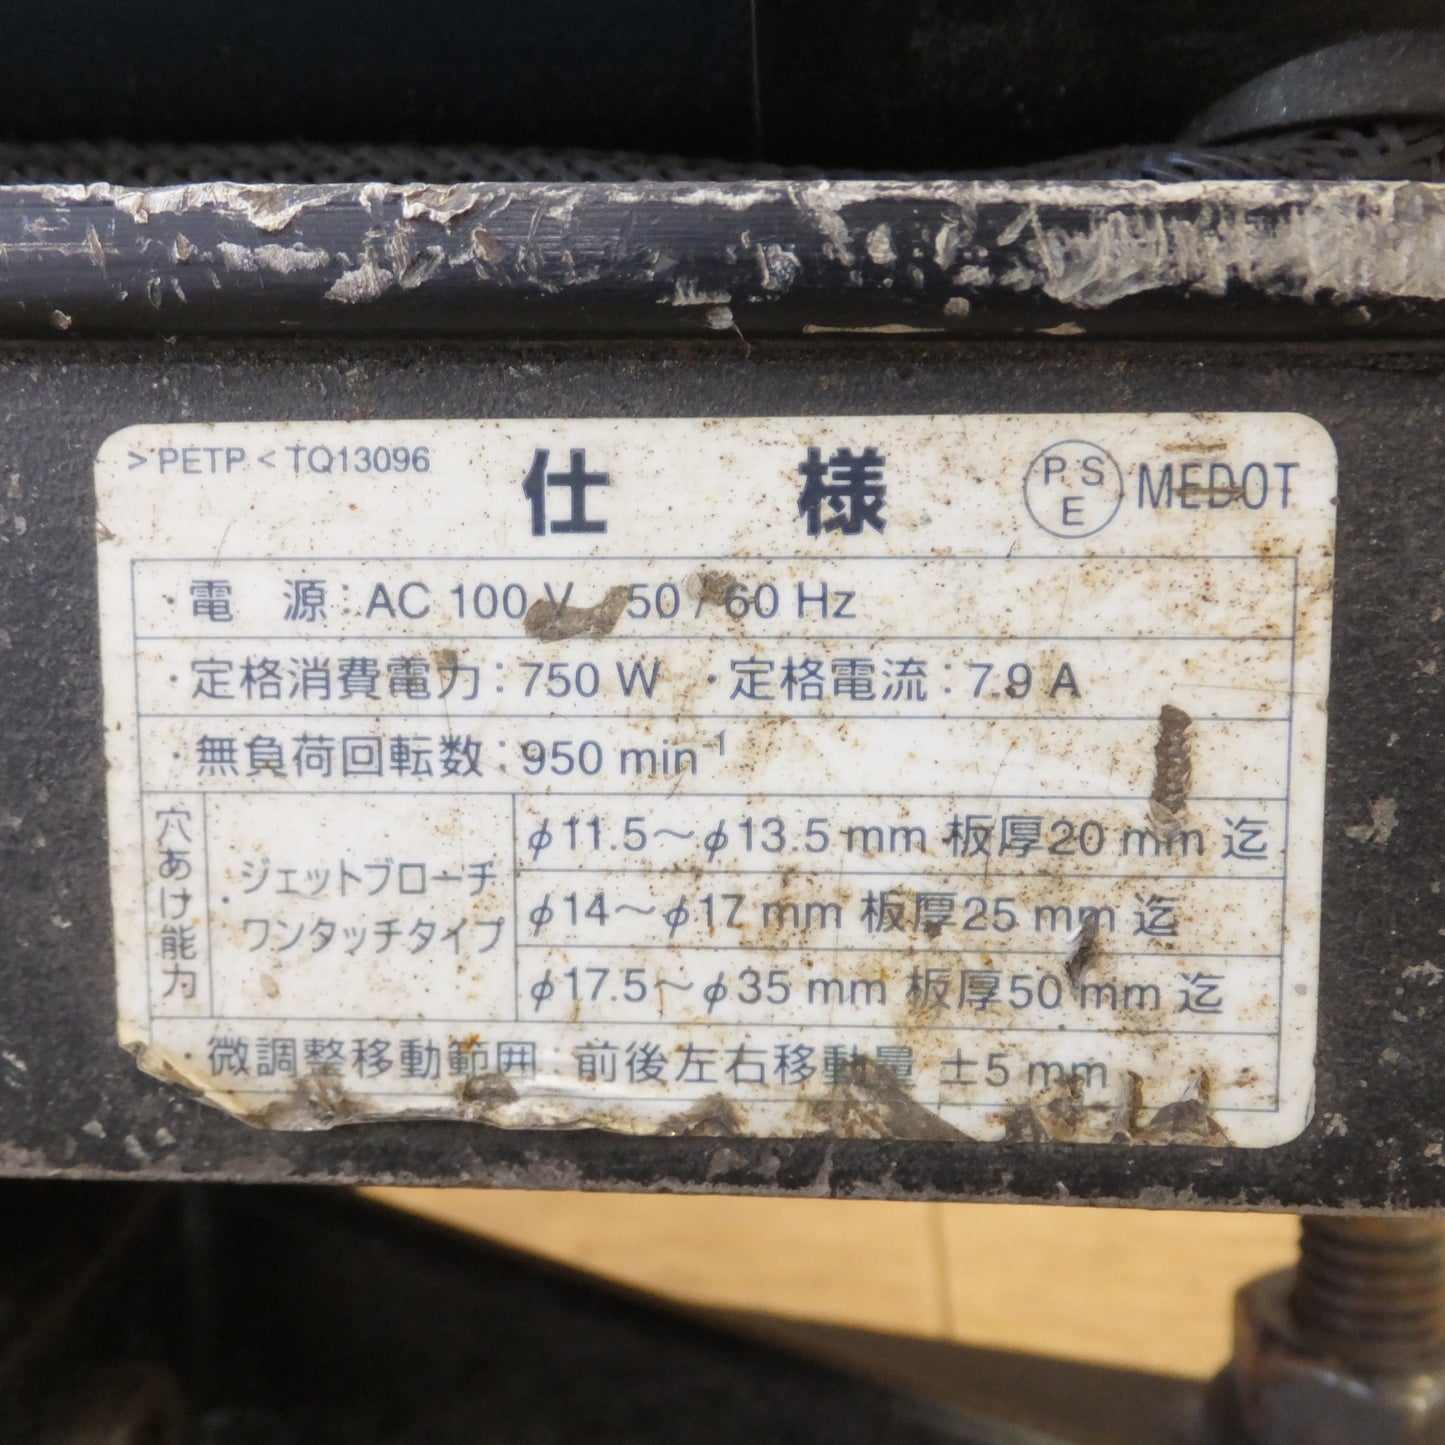 >PETP< TQ13096
仕 様
PSE MEDOT
・電 源：AC 100 V 50 / 60 Hz
・定格消費電力：750 W ・定格電流：7.9 A
・無負荷回転数：950 min⁻¹
穴あけ能力
・ジェットブローチ
ワンタッチタイプ
φ11.5～φ13.5 mm 板厚20 mm 迄
φ14～φ17 mm 板厚25 mm 迄
φ17.5～φ35 mm 板厚50 mm 迄
・微調整移動範囲 前後左右移動量 ±5 mm